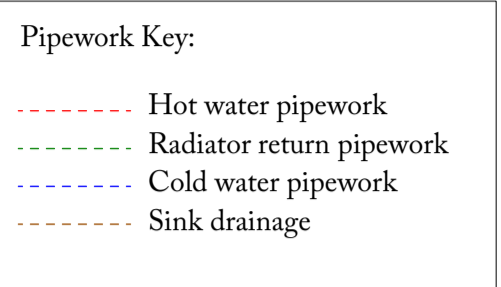 Pipework Key:
Hot water pipework
Radiator return pipework
Cold water pipework
Sink drainage